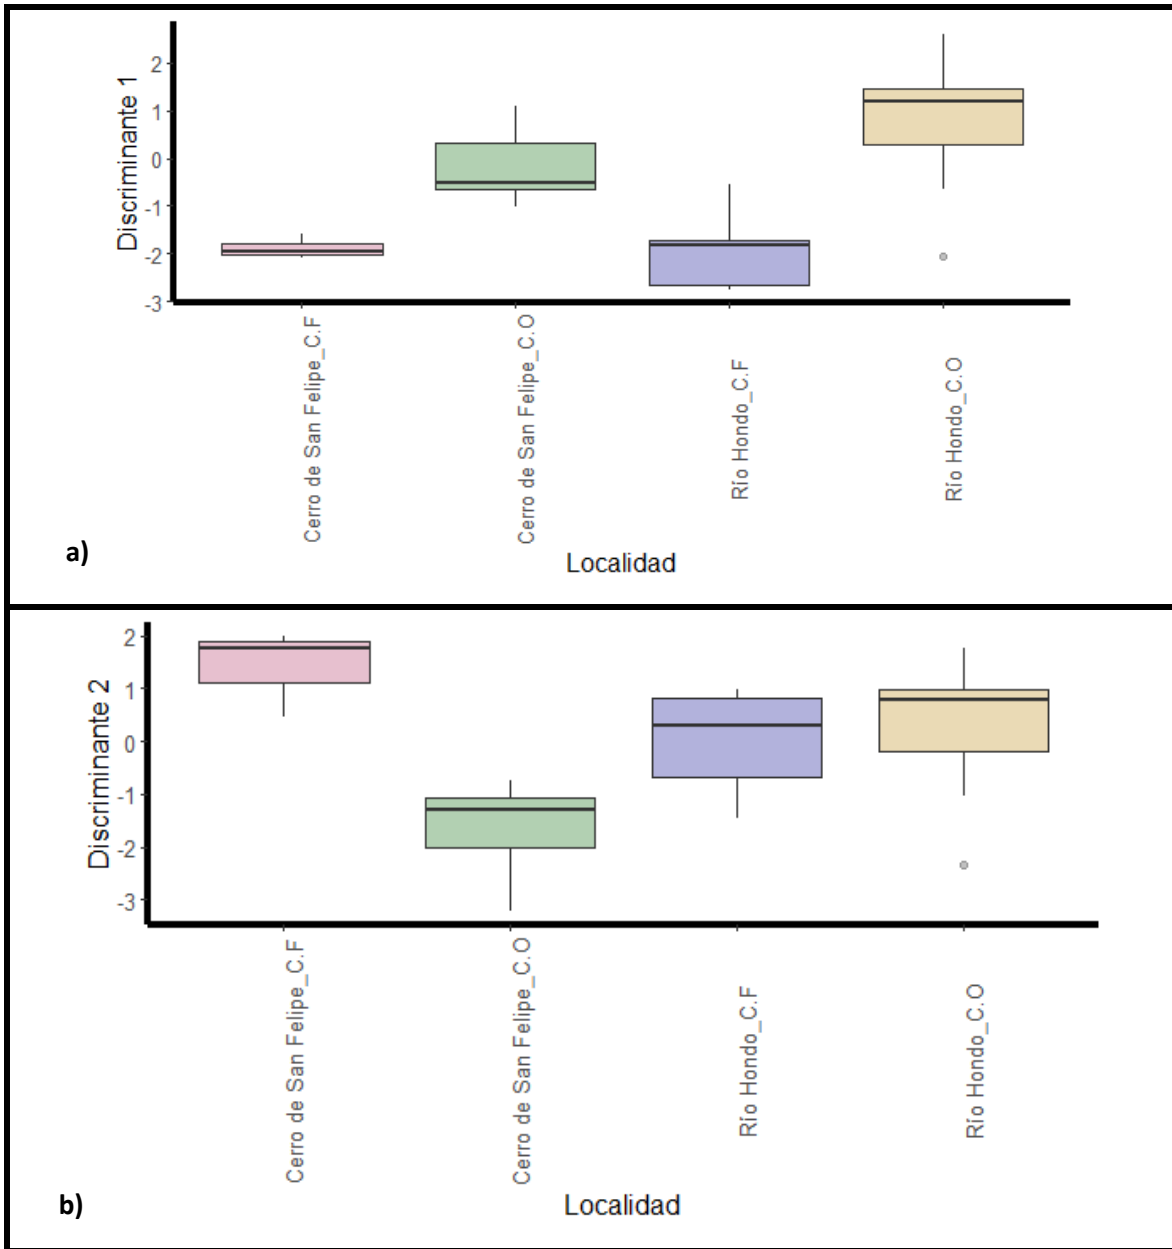 Discriminante 1
2
1
0
-1
-2
-3
Cerro de San Felipe_C.F
Cerro de San Felipe_C.O
Río Hondo_C.F
Río Hondo_C.O
Localidad
a)
Discriminante 2
2
1
0
-1
-2
-3
Cerro de San Felipe_C.F
Cerro de San Felipe_C.O
Río Hondo_C.F
Río Hondo_C.O
Localidad
b)